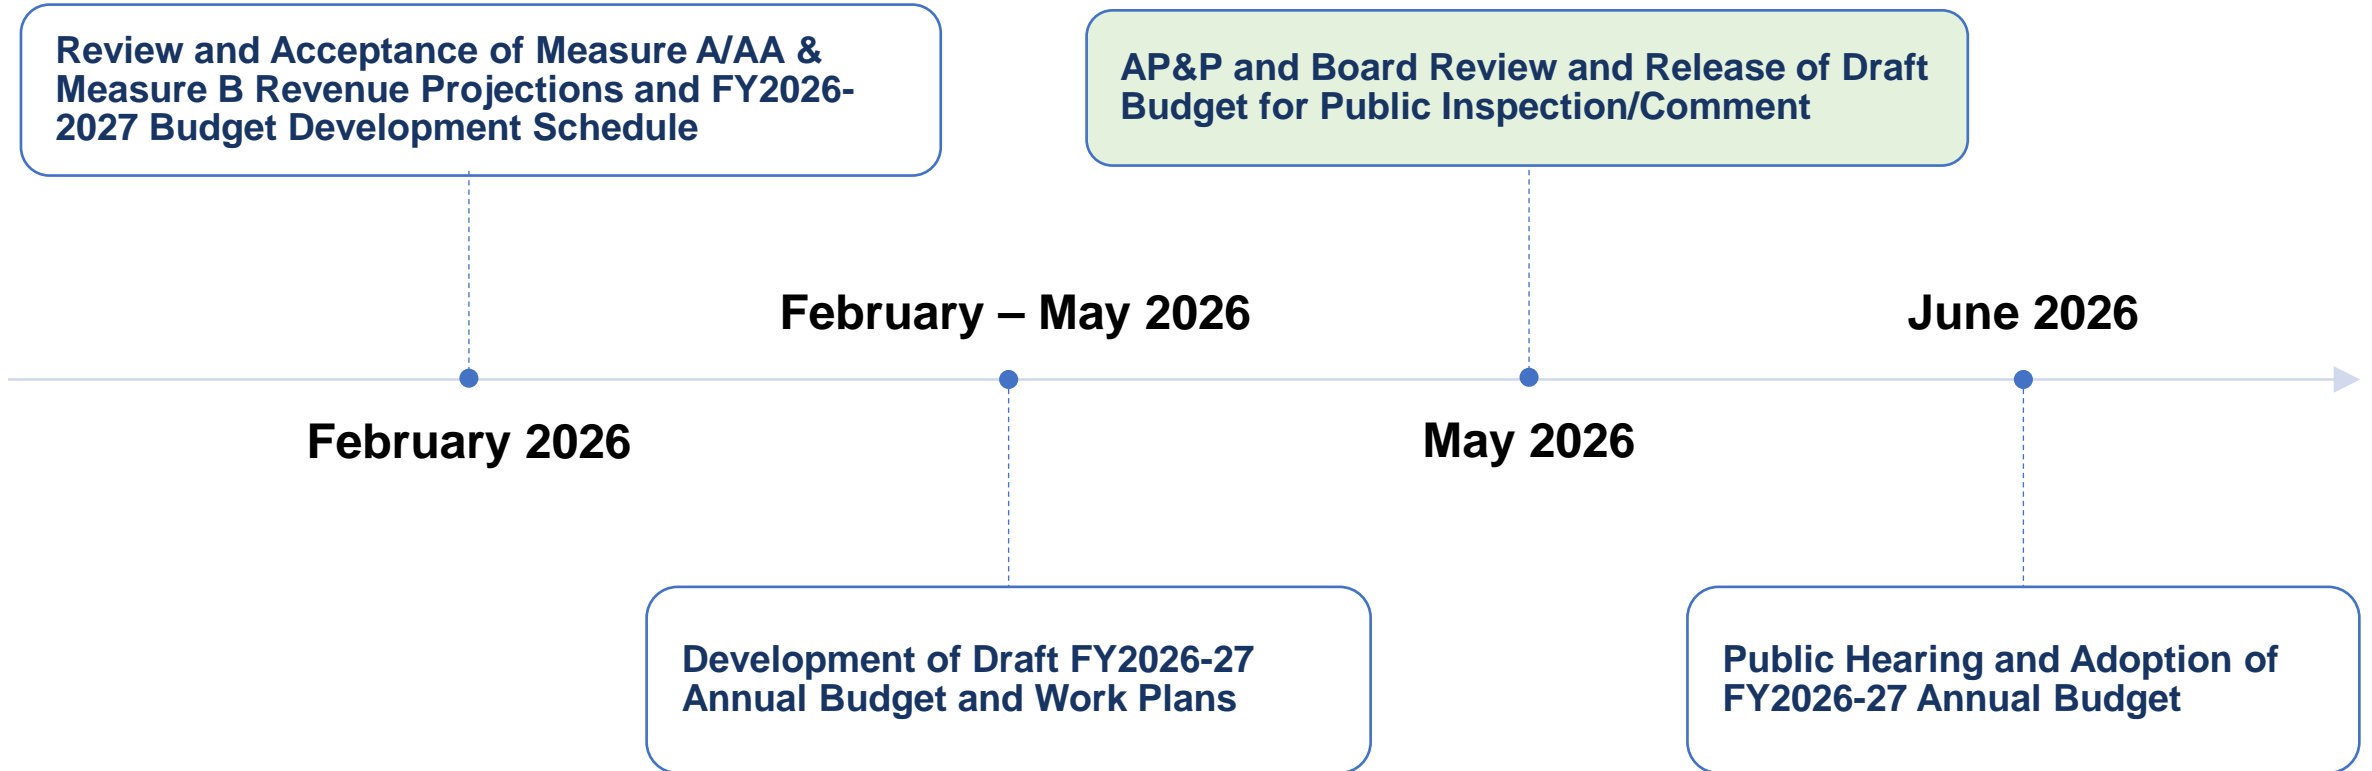 Review and Acceptance of Measure A/AA &
Measure B Revenue Projections and FY2026-
2027 Budget Development Schedule
AP&P and Board Review and Release of Draft
Budget for Public Inspection/Comment
February – May 2026
June 2026
February 2026
May 2026
Development of Draft FY2026-27
Annual Budget and Work Plans
Public Hearing and Adoption of
FY2026-27 Annual Budget